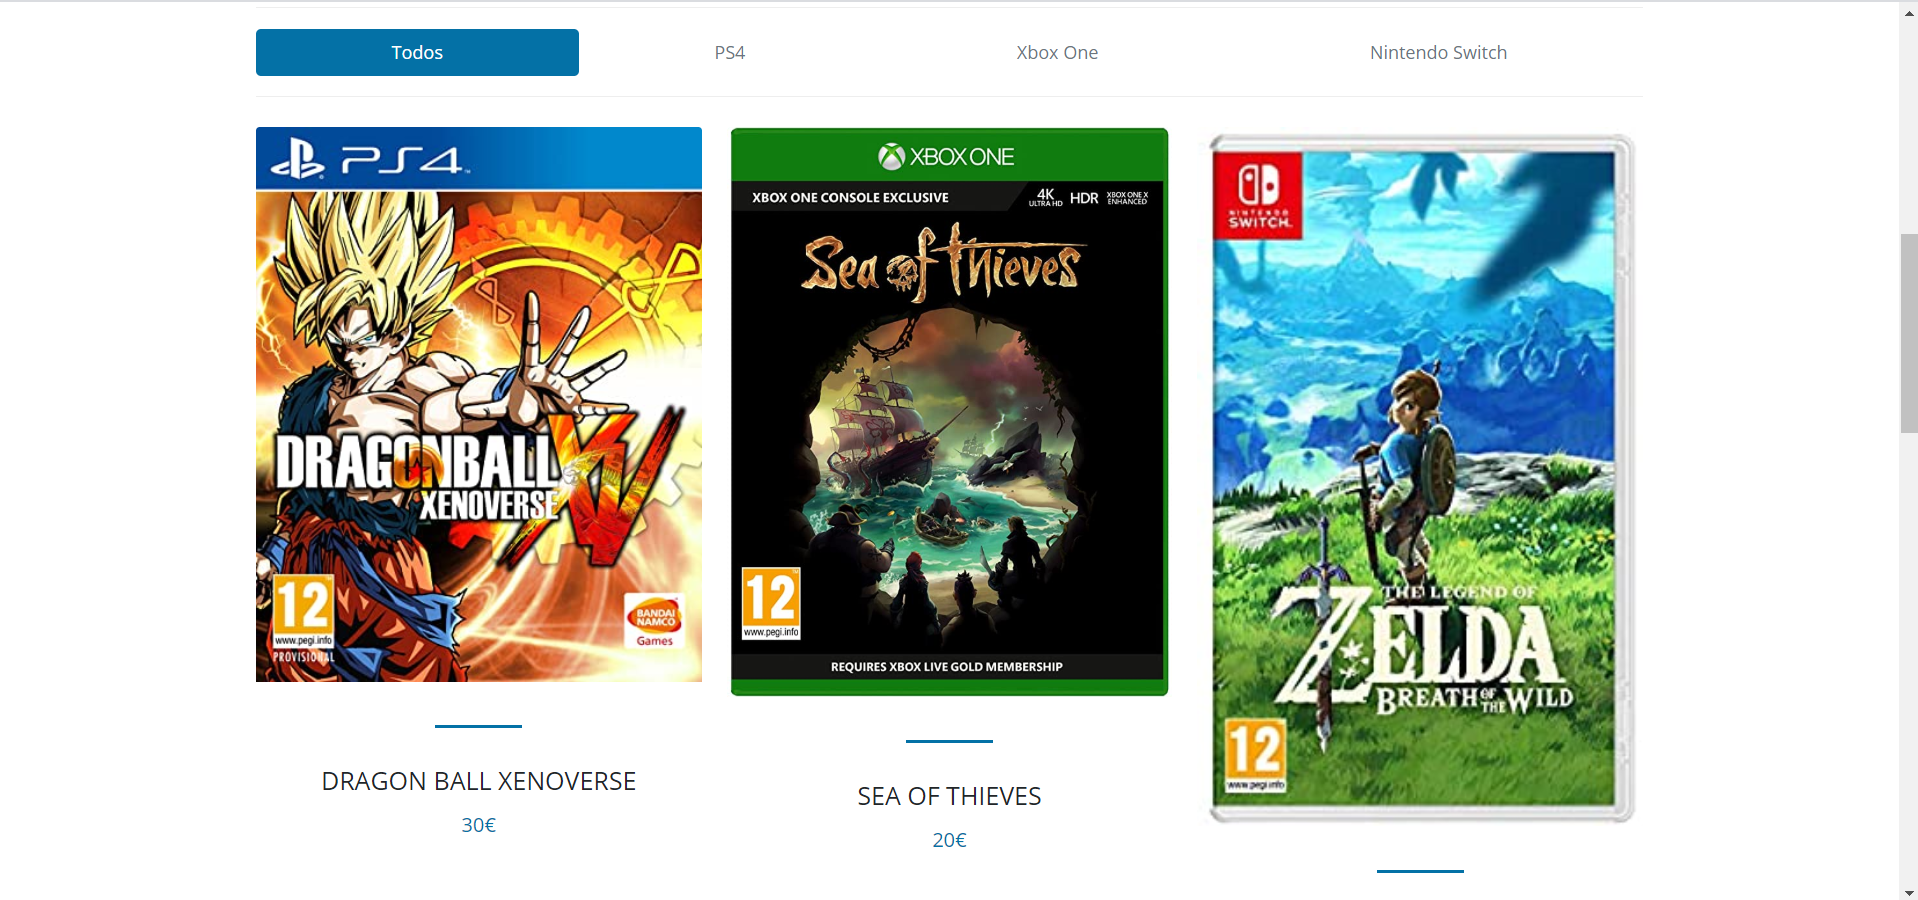 Todos
PS4
Xbox One
Nintendo Switch
PS4
DRAGONBALL
XENOVERSE
XV
12
www.pegi.info
PROVISIONAL
BANDAI
NAMCO
Games
DRAGON BALL XENOVERSE
30€
XBOX ONE
XBOX ONE CONSOLE EXCLUSIVE
4K
ULTRA HD
HDR
XBOX ONE X
ENHANCED
Sea of Thieves
12
www.pegi.info
REQUIRES XBOX LIVE GOLD MEMBERSHIP
SEA OF THIEVES
20€
NINTENDO
SWITCH
THE LEGEND OF
ZELDA
BREATH OF THE WILD
12
www.pegi.info